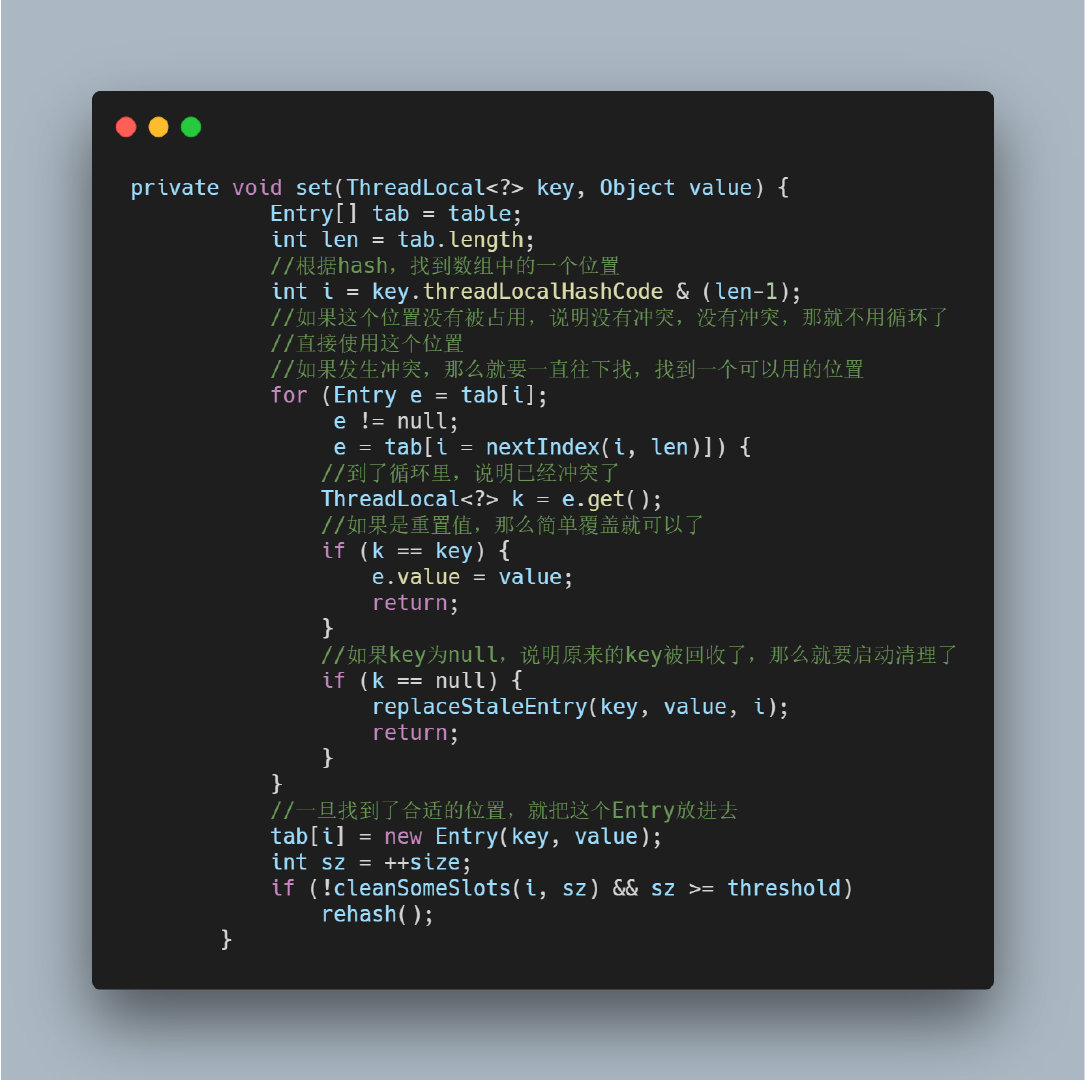 private void set(ThreadLocal<?> key, Object value) {
Entry[] tab = table;
int len = tab.length;
//根据hash，找到数组中的一个位置
int i = key.threadLocalHashCode & (len-1);
//如果这个位置没有被占用，说明没有冲突，没有冲突，那就不用循环了
//直接使用这个位置
//如果发生冲突，那么就要一直往下找，找到一个可以用的位置
for (Entry e = tab[i];
e != null;
e = tab[i = nextIndex(i, len)]) {
//到了循环里，说明已经冲突了
ThreadLocal<?> k = e.get();
//如果是重置值，那么简单覆盖就可以了
if (k == key) {
e.value = value;
return;
}
//如果key为null，说明原来的key被回收了，那么就要启动清理了
if (k == null) {
replaceStaleEntry(key, value, i);
return;
}
}
//一旦找到了合适的位置，就把这个Entry放进去
tab[i] = new Entry(key, value);
int sz = ++size;
if (!cleanSomeSlots(i, sz) && sz >= threshold)
rehash();
}